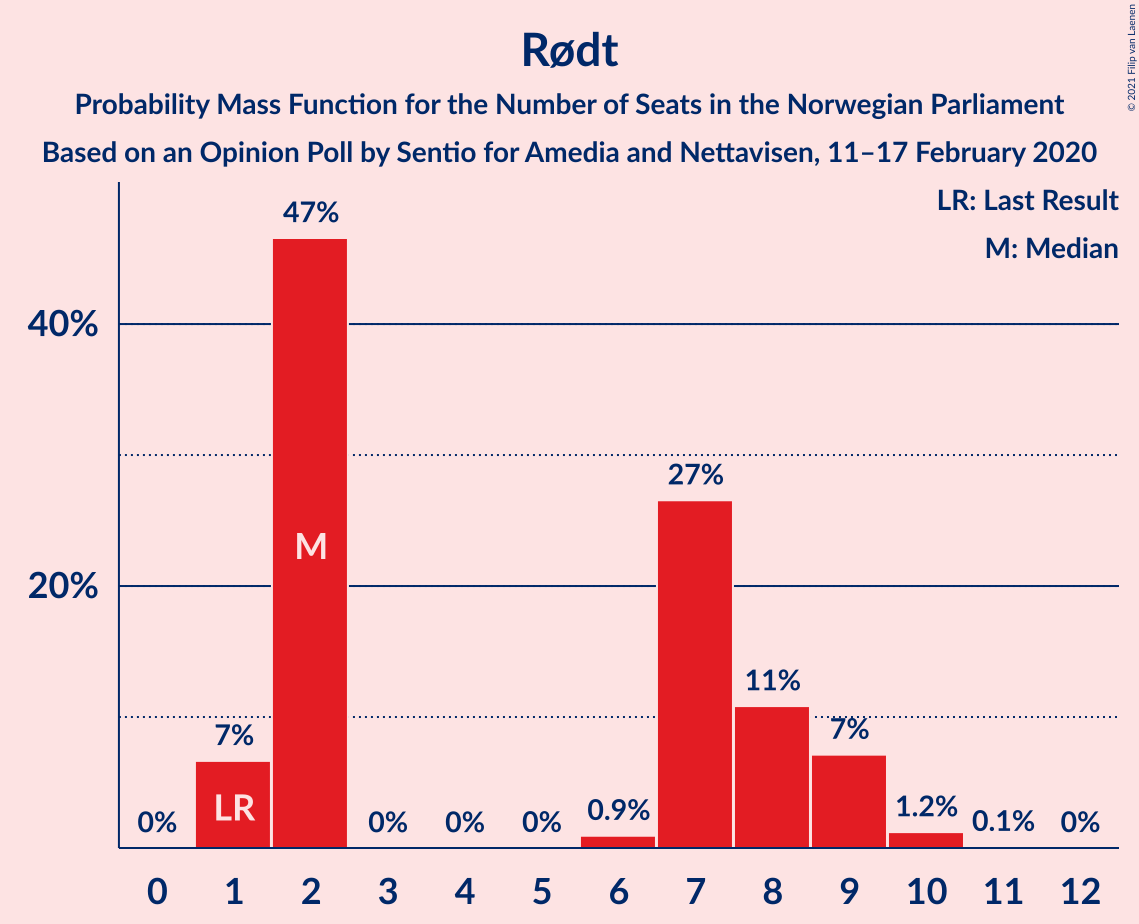 Rødt
Probability Mass Function for the Number of Seats in the Norwegian Parliament
Based on an Opinion Poll by Sentio for Amedia and Nettavisen, 11–17 February 2020
© 2021 Filip van Laenen
LR: Last Result
M: Median
47%
40%
27%
M
20%
11%
7%
7%
LR
0%
0%
0%
0%
0.9%
1.2%
0.1%
0%
0 1 2 3 4 5 6 7 8 9 10 11 12